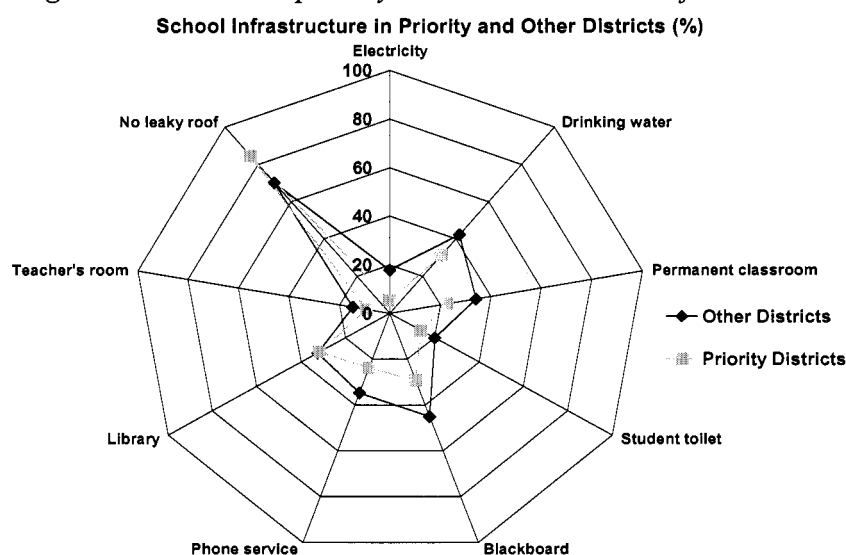 School Infrastructure in Priority and Other Districts (%)
Electricity
100
No leaky roof
80
Drinking water
60
40
20
Teacher's room
0
Permanent classroom
Other Districts
Priority Districts
Library
Student toilet
Phone service
Blackboard